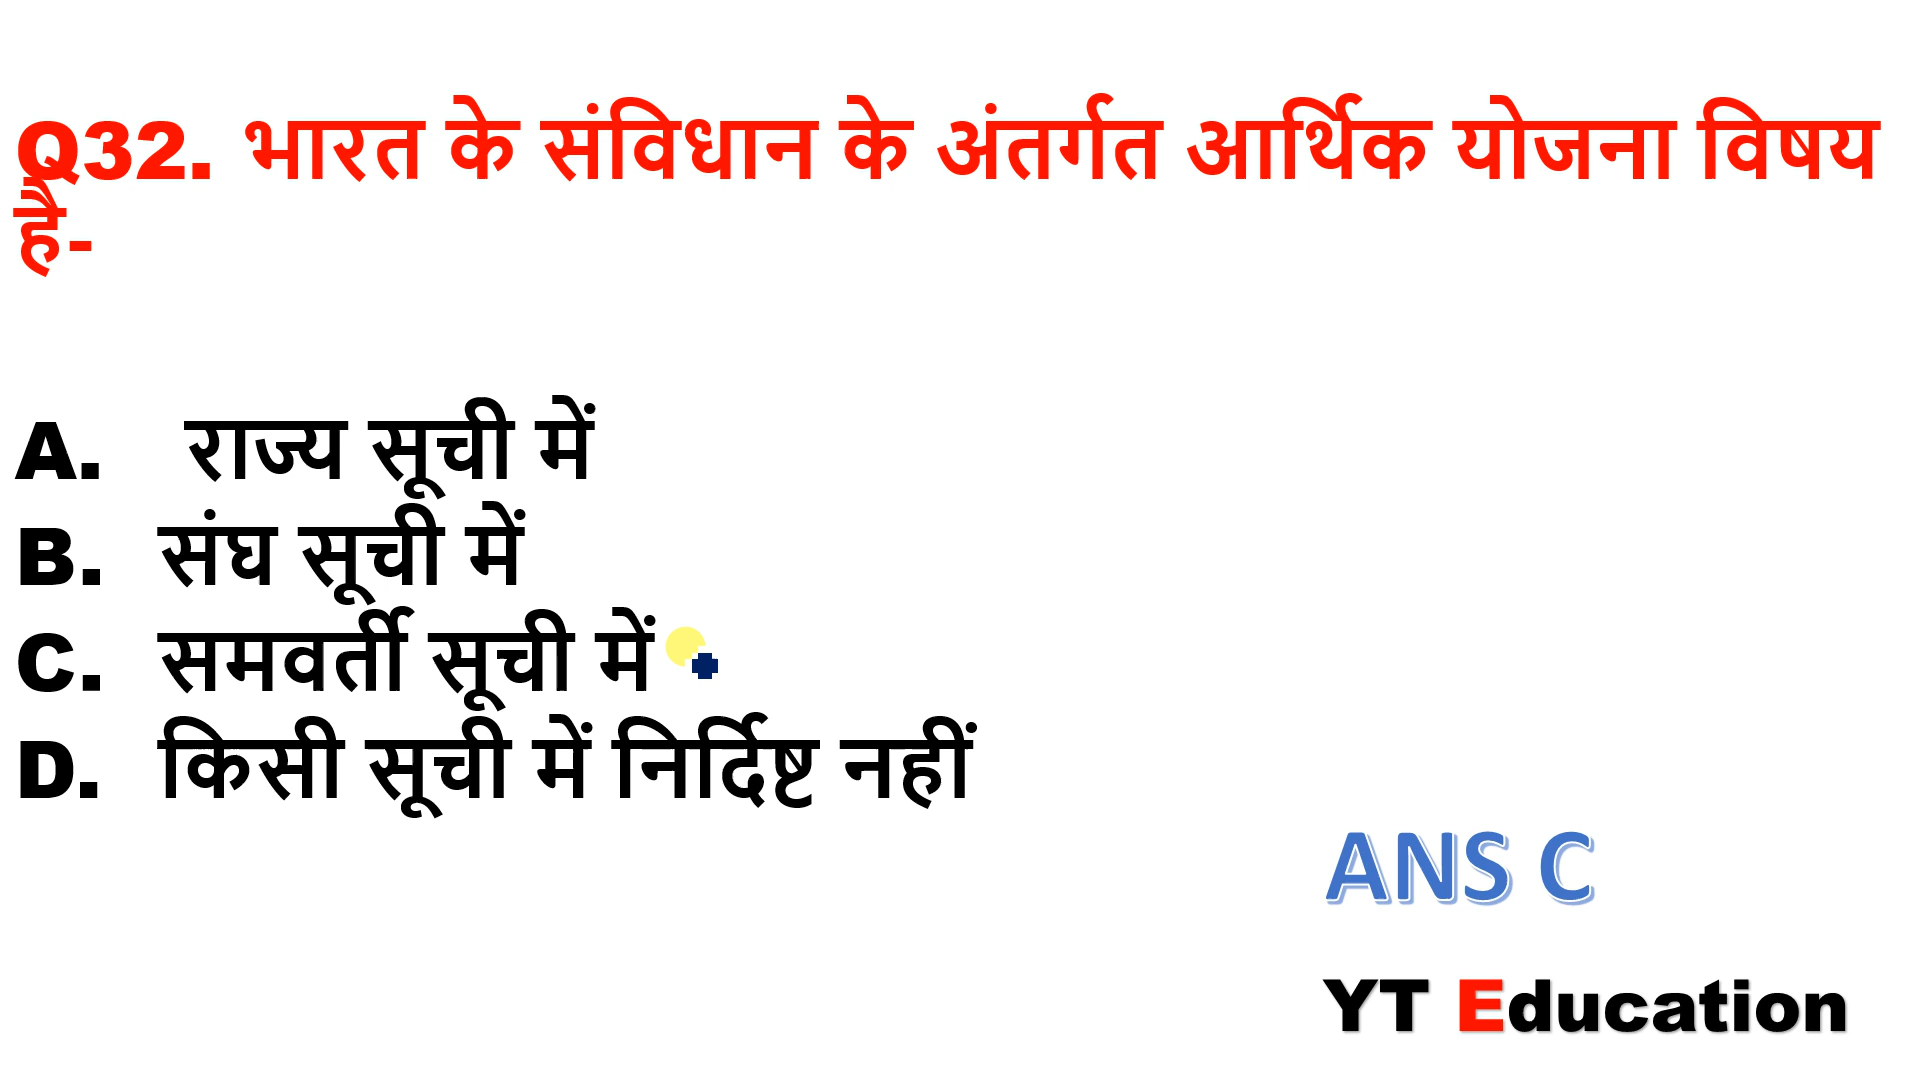 Q32. भारत के संविधान के अंतर्गत आर्थिक योजना विषय
है-
A. राज्य सूची में
B. संघ सूची में
C. समवर्ती सूची में
D. किसी सूची में निर्दिष्ट नहीं
ANS C
YT Education